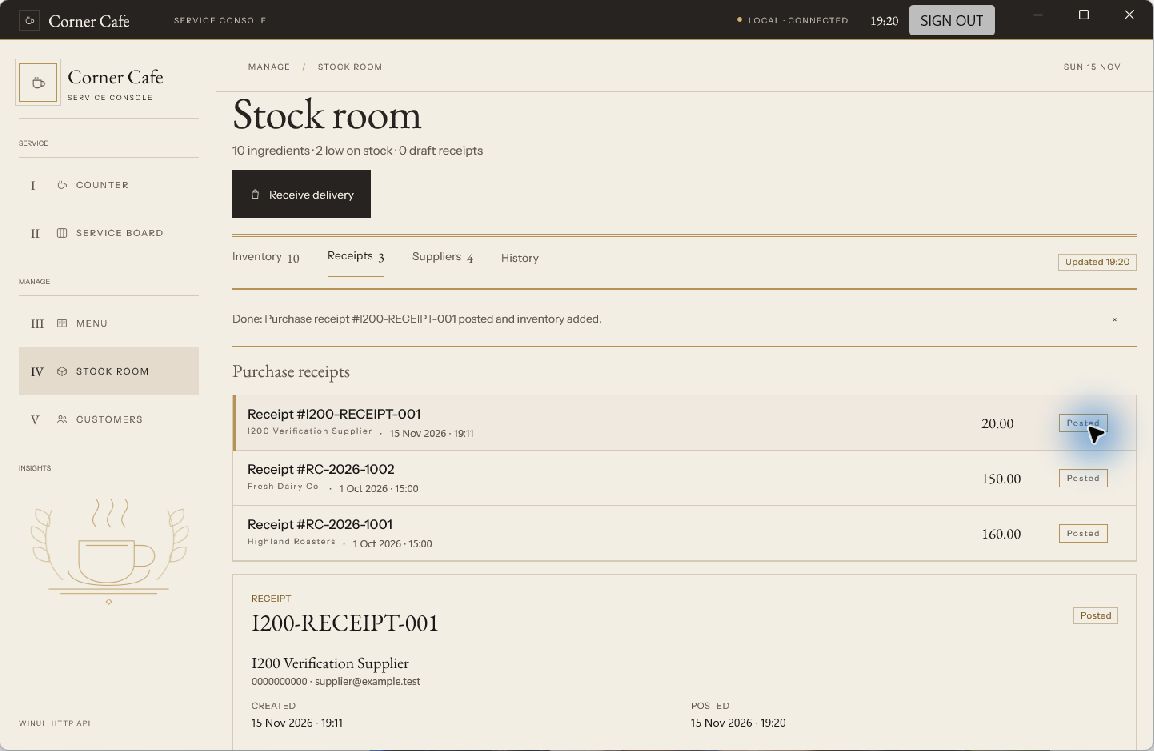 Corner Cafe
SERVICE CONSOLE
LOCAL · CONNECTED
19:20
SIGN OUT
Corner Cafe
SERVICE CONSOLE
SERVICE
I COUNTER
II SERVICE BOARD
MANAGE
III MENU
IV STOCK ROOM
V CUSTOMERS
INSIGHTS
WINUI HTTP API
MANAGE / STOCK ROOM
SUN 15 NOV
Stock room
10 ingredients · 2 low on stock · 0 draft receipts
Receive delivery
Inventory 10 Receipts 3 Suppliers 4 History
Updated 19:20
Done: Purchase receipt #I200-RECEIPT-001 posted and inventory added.
Purchase receipts
Receipt #I200-RECEIPT-001
I200 Verification Supplier · 15 Nov 2026 · 19:11
20.00
Posted
Receipt #RC-2026-1002
Fresh Dairy Co · 1 Oct 2026 · 15:00
150.00
Posted
Receipt #RC-2026-1001
Highland Roasters · 1 Oct 2026 · 15:00
160.00
Posted
RECEIPT
I200-RECEIPT-001
Posted
I200 Verification Supplier
0000000000 · supplier@example.test
CREATED
15 Nov 2026 · 19:11
POSTED
15 Nov 2026 · 19:20